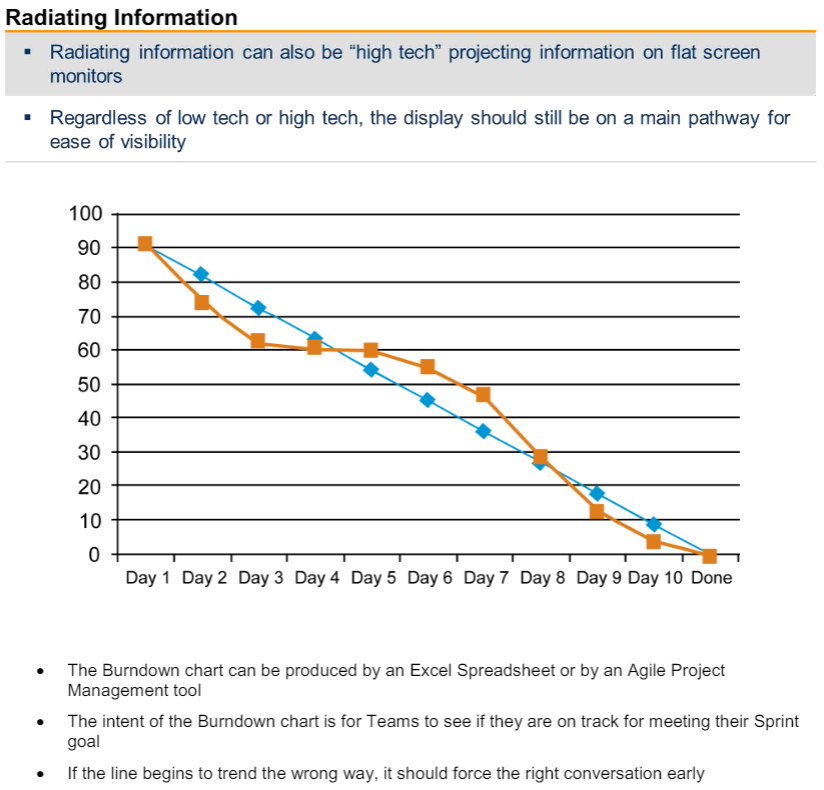 Radiating Information
▪ Radiating information can also be “high tech” projecting information on flat screen
monitors
▪ Regardless of low tech or high tech, the display should still be on a main pathway for
ease of visibility
100
90
80
70
60
50
40
30
20
10
0
Day 1 Day 2 Day 3 Day 4 Day 5 Day 6 Day 7 Day 8 Day 9 Day 10 Done
• The Burndown chart can be produced by an Excel Spreadsheet or by an Agile Project
Management tool
• The intent of the Burndown chart is for Teams to see if they are on track for meeting their Sprint
goal
• If the line begins to trend the wrong way, it should force the right conversation early